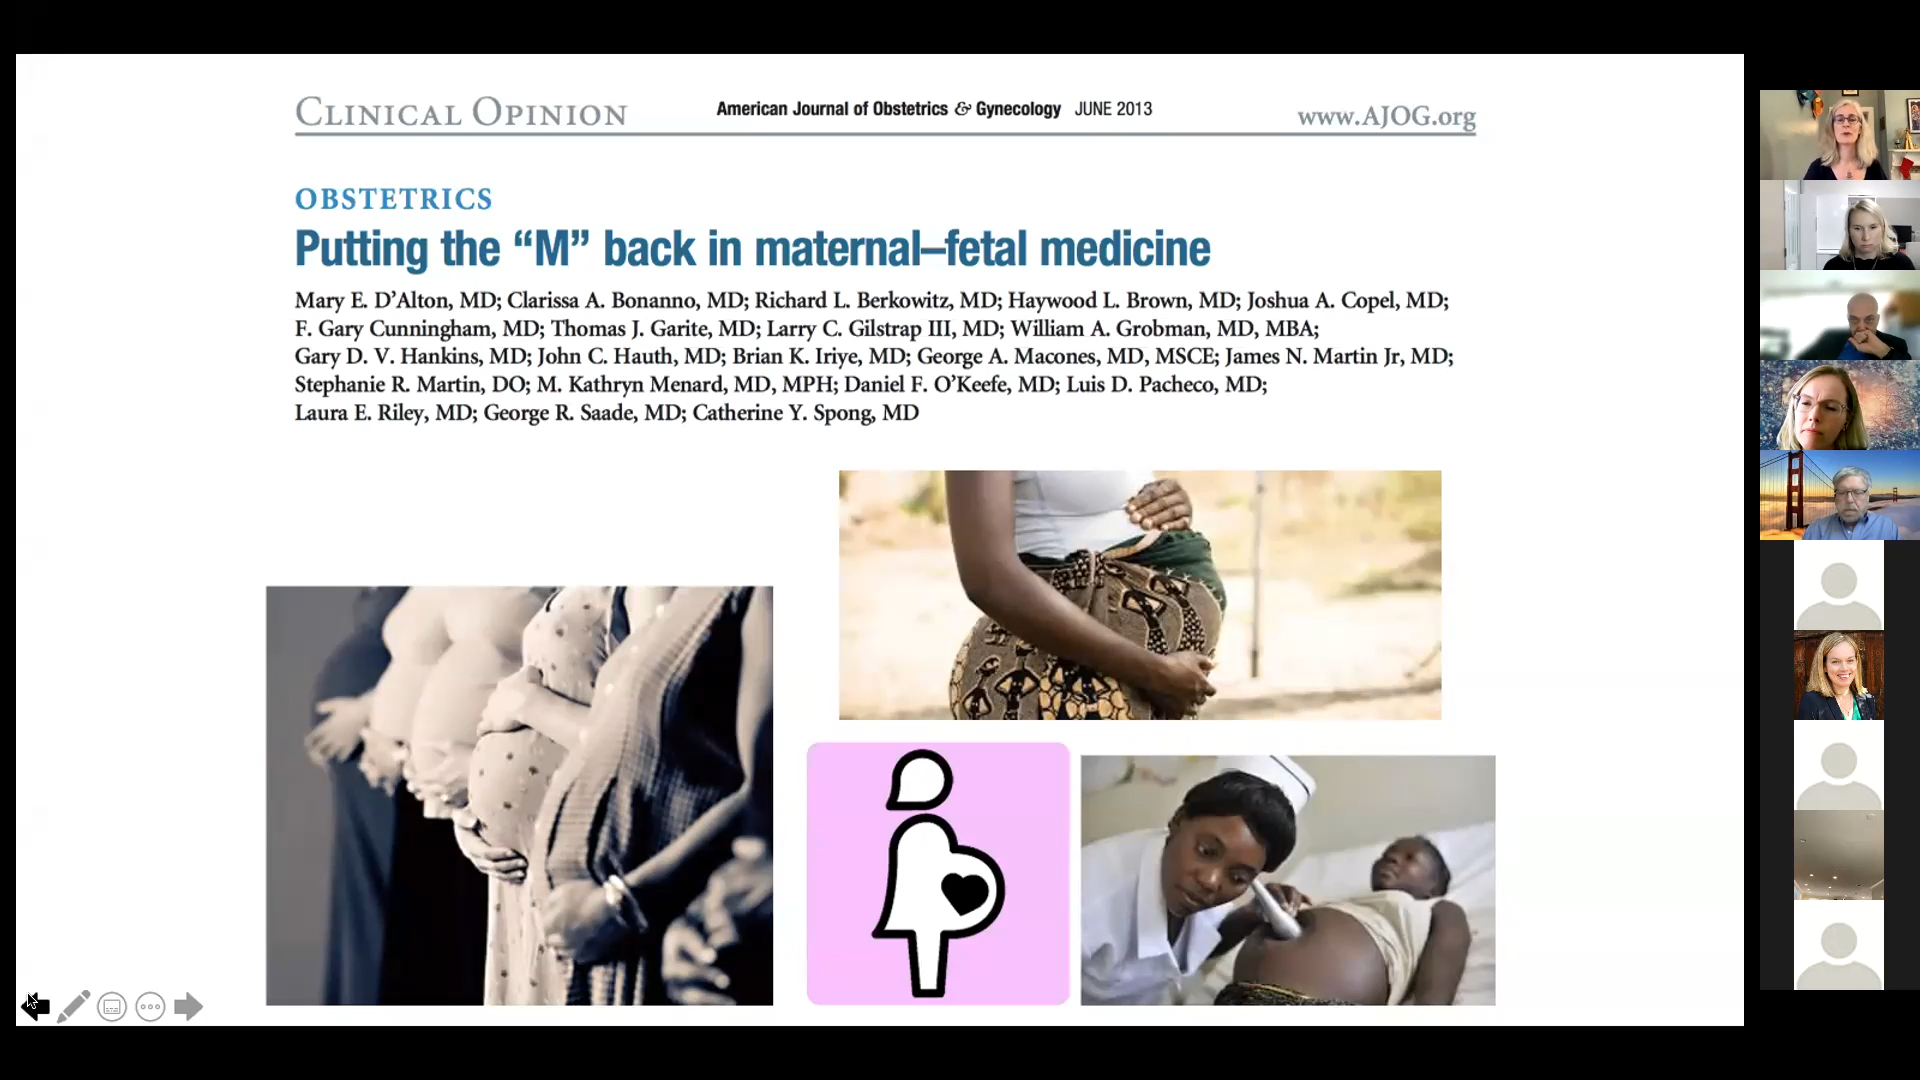 CLINICAL OPINION
American Journal of Obstetrics & Gynecology JUNE 2013
www.AJOG.org
OBSTETRICS
Putting the “M” back in maternal–fetal medicine
Mary E. D’Alton, MD; Clarissa A. Bonanno, MD; Richard L. Berkowitz, MD; Haywood L. Brown, MD; Joshua A. Copel, MD;
F. Gary Cunningham, MD; Thomas J. Garite, MD; Larry C. Gilstrap III, MD; William A. Grobman, MD, MBA;
Gary D. V. Hankins, MD; John C. Hauth, MD; Brian K. Iriye, MD; George A. Macones, MD, MSCE; James N. Martin Jr, MD;
Stephanie R. Martin, DO; M. Kathryn Menard, MD, MPH; Daniel F. O’Keefe, MD; Luis D. Pacheco, MD;
Laura E. Riley, MD; George R. Saade, MD; Catherine Y. Spong, MD